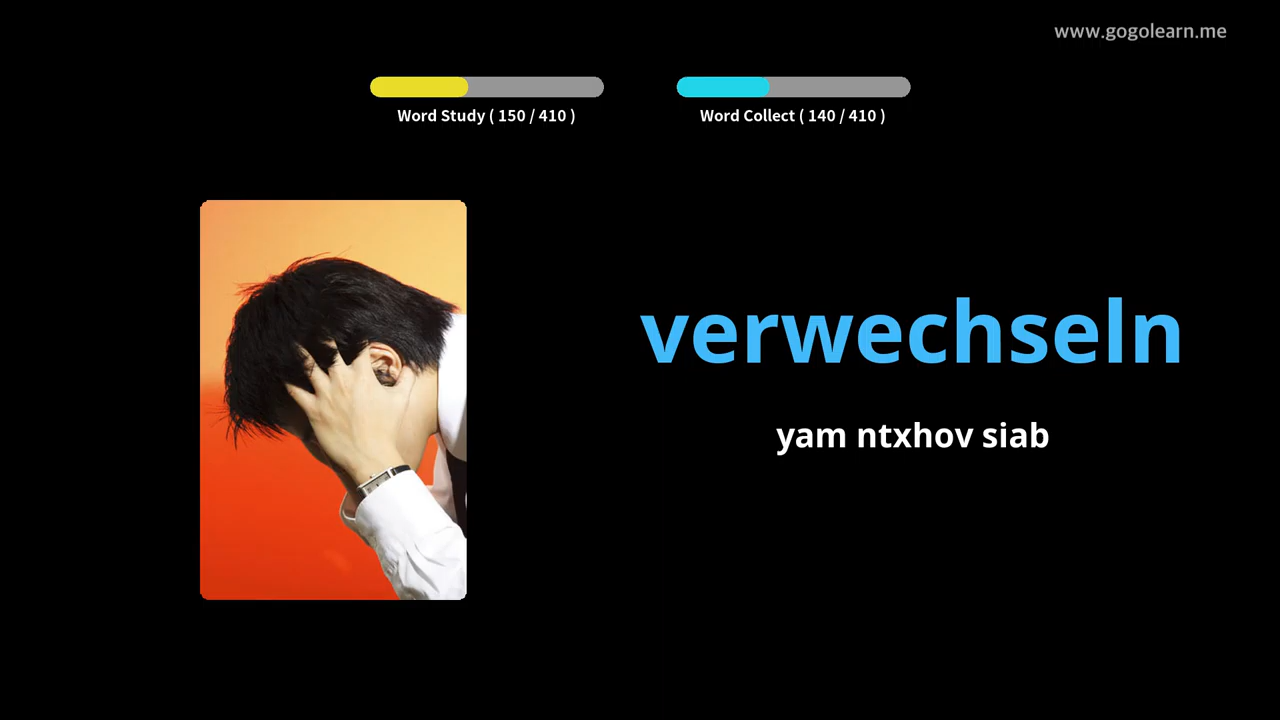 www.gogolearn.me
Word Study ( 150 / 410 )
Word Collect ( 140 / 410 )
verwechseln
yam ntxhov siab